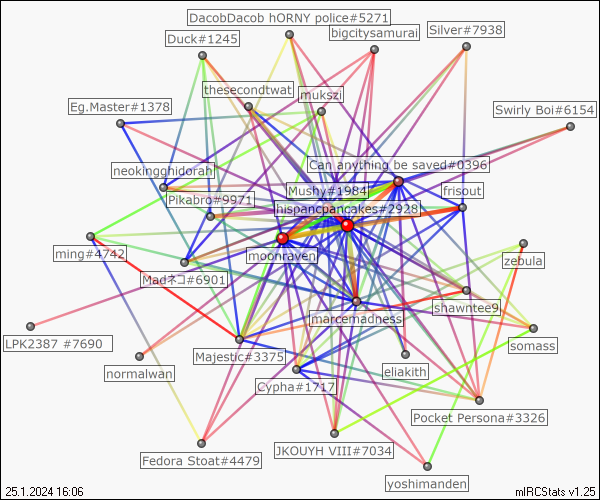 DacobDacob hORNY police#5271
Silver#7938
bigcitysamurai
Duck#1245
thesecondtwat
mukszi
Eg.Master#1378
Swirly Boi#6154
Can anything be saved#0396
neokingghidorah
Mushy#1984
frisout
Pikabro#9971
hispancpancakes#2928
ming#4742
moonraven
zebula
Madネコ#6901
shawntee9
marcemadness
LPK2387 #7690
somass
Majestic#3375
normalwan
eliakith
Cypha#1717
Pocket Persona#3326
JKOUYH VIII#7034
Fedora Stoat#4479
yoshimanden
25.1.2024 16:06
mIRCStats v1.25